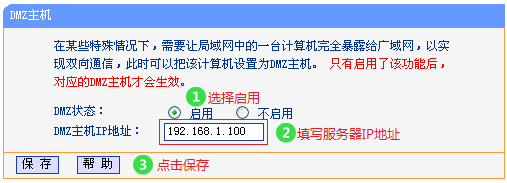 DMZ主机
在某些特殊情况下，需要让局域网中的一台计算机完全暴露给广域网，以实
现双向通信，此时可以把该计算机设置为DMZ主机。 只有启用了该功能后，
对应的DMZ主机才会生效。
1 选择启用
DMZ状态： 启用 不启用
DMZ主机IP地址： 192.168.1.100 2 填写服务器IP地址
保存 帮助 3 点击保存